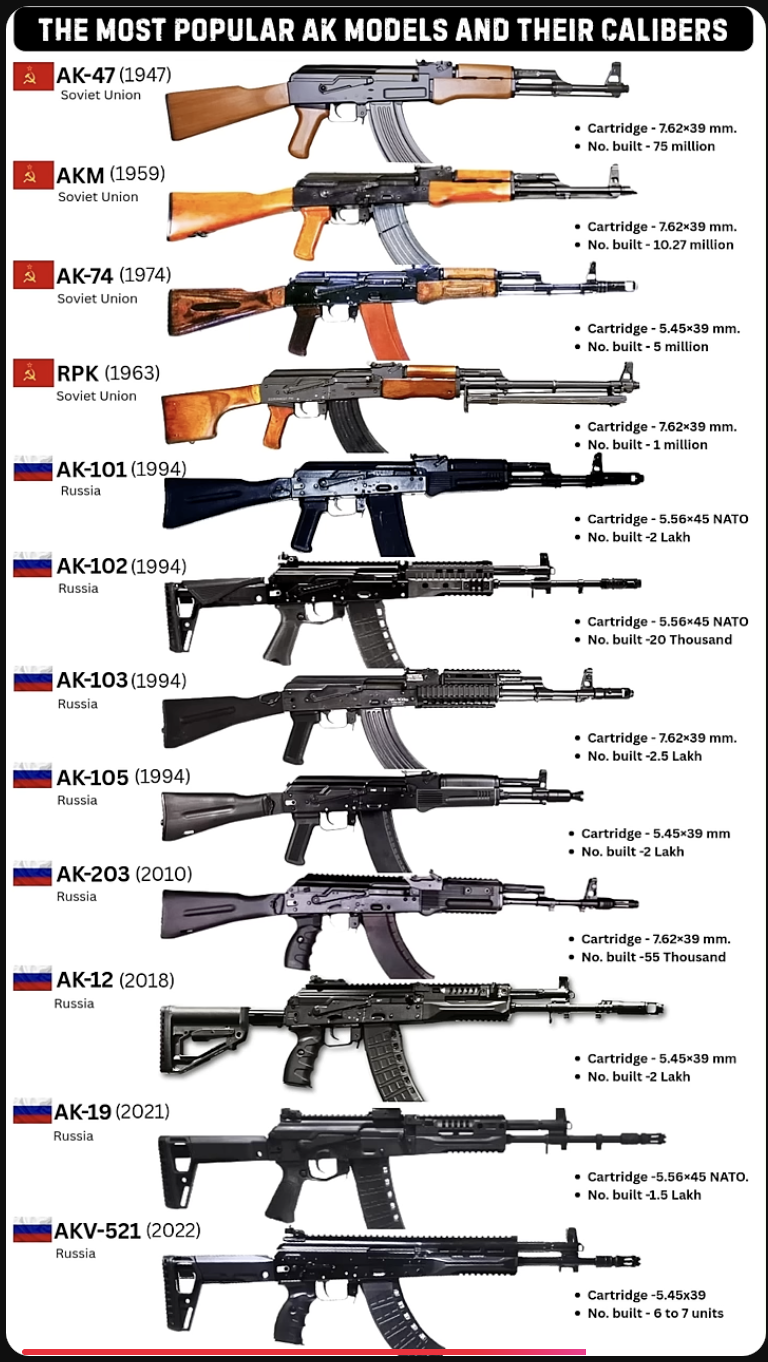 THE MOST POPULAR AK MODELS AND THEIR CALIBERS
AK-47 (1947)
Soviet Union
• Cartridge - 7.62×39 mm.
• No. built - 75 million
AKM (1959)
Soviet Union
• Cartridge - 7.62×39 mm.
• No. built - 10.27 million
AK-74 (1974)
Soviet Union
• Cartridge - 5.45×39 mm.
• No. built - 5 million
RPK (1963)
Soviet Union
• Cartridge - 7.62×39 mm.
• No. built - 1 million
AK-101 (1994)
Russia
• Cartridge - 5.56×45 NATO
• No. built -2 Lakh
AK-102 (1994)
Russia
• Cartridge - 5.56×45 NATO
• No. built -20 Thousand
AK-103 (1994)
Russia
• Cartridge - 7.62×39 mm.
• No. built -2.5 Lakh
AK-105 (1994)
Russia
• Cartridge - 5.45×39 mm
• No. built -2 Lakh
AK-203 (2010)
Russia
• Cartridge - 7.62×39 mm.
• No. built -55 Thousand
AK-12 (2018)
Russia
• Cartridge - 5.45×39 mm
• No. built -2 Lakh
AK-19 (2021)
Russia
• Cartridge -5.56×45 NATO.
• No. built -1.5 Lakh
AKV-521 (2022)
Russia
• Cartridge -5.45x39
• No. built - 6 to 7 units